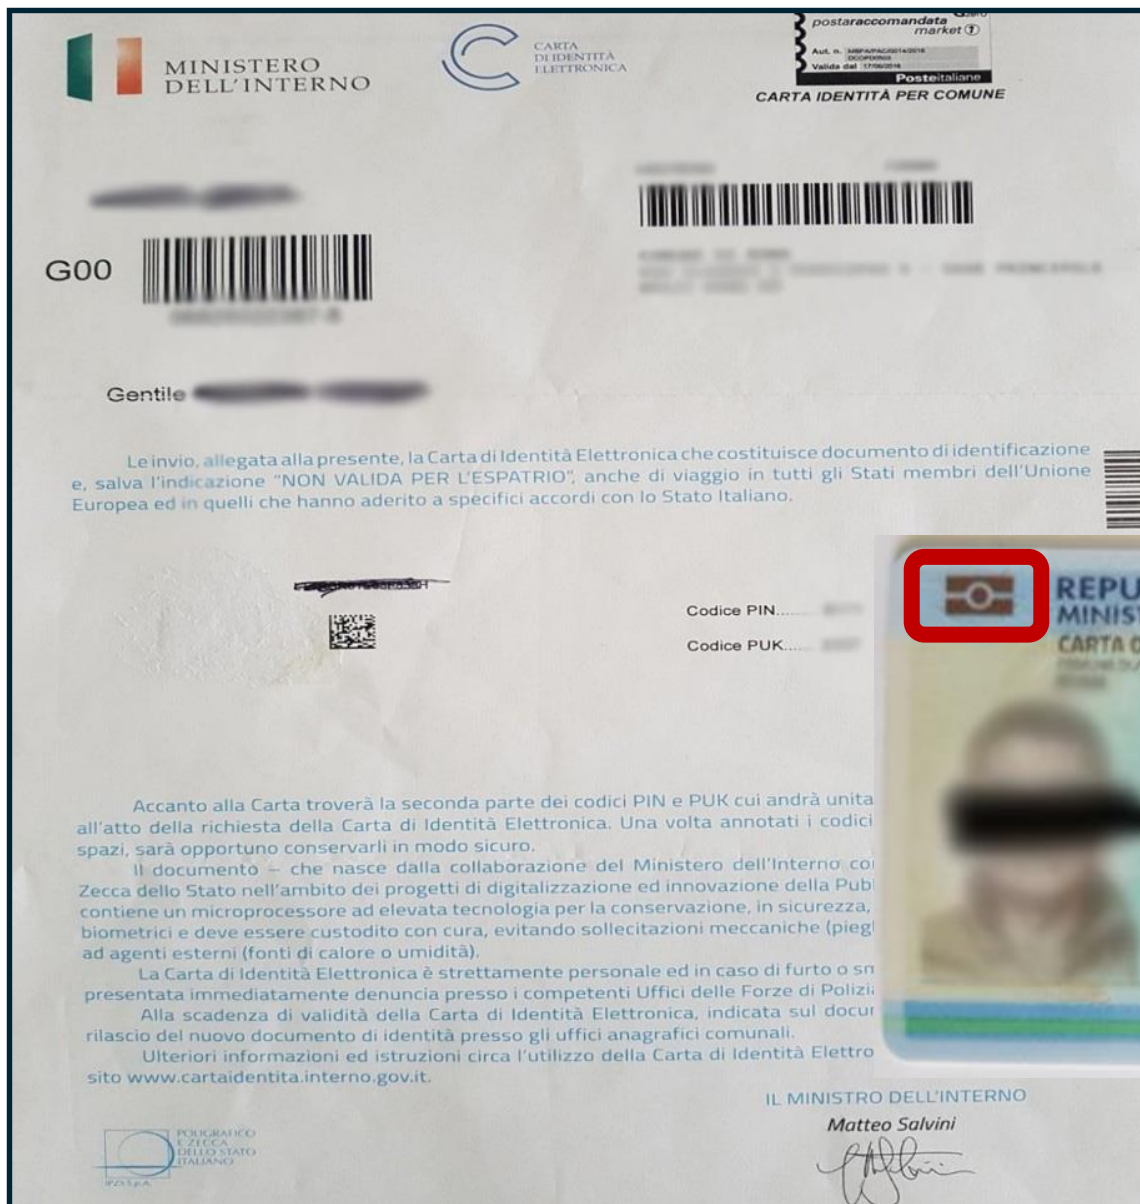 MINISTERO
DELL'INTERNO
CARTA
DI IDENTITÀ
ELETTRONICA
postaraccomandata
market
Aut. n.
Valida dal 17/06/2016
Posteitaliane
CARTA IDENTITÀ PER COMUNE
G00
Gentile
Le invio, allegata alla presente, la Carta di Identità Elettronica che costituisce documento di identificazione
e, salva l'indicazione "NON VALIDA PER L'ESPATRIO", anche di viaggio in tutti gli Stati membri dell'Unione
Europea ed in quelli che hanno aderito a specifici accordi con lo Stato Italiano.
Codice PIN.....
Codice PUK.....
REPU
MINIS
CARTA D
Accanto alla Carta troverà la seconda parte dei codici PIN e PUK cui andrà unita
all'atto della richiesta della Carta di Identità Elettronica. Una volta annotati i codici
spazi, sarà opportuno conservarli in modo sicuro.
Il documento – che nasce dalla collaborazione del Ministero dell'Interno co
Zecca dello Stato nell'ambito dei progetti di digitalizzazione ed innovazione della Pub
contiene un microprocessore ad elevata tecnologia per la conservazione, in sicurezza,
biometrici e deve essere custodito con cura, evitando sollecitazioni meccaniche (piegh
ad agenti esterni (fonti di calore o umidità).
La Carta di Identità Elettronica è strettamente personale ed in caso di furto o sm
presentata immediatamente denuncia presso i competenti Uffici delle Forze di Polizia
Alla scadenza di validità della Carta di Identità Elettronica, indicata sul docum
rilascio del nuovo documento di identità presso gli uffici anagrafici comunali.
Ulteriori informazioni ed istruzioni circa l'utilizzo della Carta di Identità Elettro
sito www.cartaidentita.interno.gov.it.
IL MINISTRO DELL'INTERNO
Matteo Salvini
POLIGRAFICO
E ZECCA
DELLO STATO
ITALIANO
IPZS S.p.A.